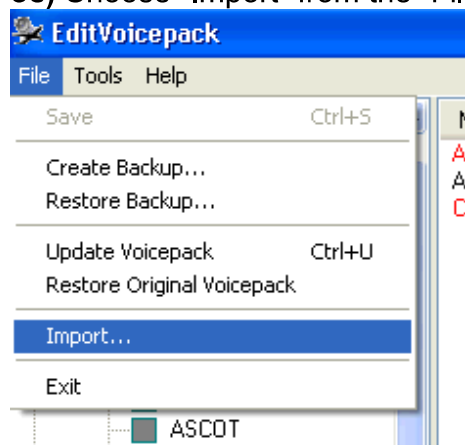 EditVoicepack
File Tools Help
Save Ctrl+S
Create Backup...
Restore Backup...
Update Voicepack Ctrl+U
Restore Original Voicepack
Import...
Exit
ASCOT